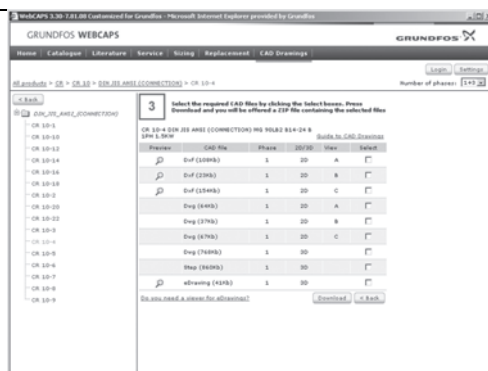 WebCAPS 3.30-7.01.00 Customized for Grundfos - Microsoft Internet Explorer provided by Grundfos
GRUNDFOS WEBCAPS
GRUNDFOS
Home | Catalogue | Literature | Service | Sizing | Replacement | CAD Drawings
Login Settings
All products > CR > CR 10 > DIN JIS ANSI (CONNECTION) > CR 10-4
Number of phases: 1+3
< Back
DIN_JIS_ANSI_(CONNECTION)
CR 10-1
CR 10-10
CR 10-12
CR 10-14
CR 10-16
CR 10-18
CR 10-2
CR 10-20
CR 10-22
CR 10-3
CR 10-4
CR 10-5
CR 10-6
CR 10-7
CR 10-8
CR 10-9
3
Select the required CAD files by clicking the Select boxes. Press
Download and you will be offered a ZIP file containing the selected files
CR 10-4 DIN JIS ANSI (CONNECTION) MG 90LB2 B14-24 B
1PH 1.5KW
Guide to CAD Drawings
Preview CAD file Phase 2D/3D View Select
Dxf 1 2D A
Dxf (23Kb) 1 2D B
Dxf (154Kb) 1 2D C
Dwg (64Kb) 1 2D A
Dwg (37Kb) 1 2D B
Dwg (67Kb) 1 2D C
Dwg (768Kb) 1 3D
Step (960Kb) 1 3D
eDrawing (41Kb) 1 3D
Do you need a viewer for eDrawings?
Download < Back